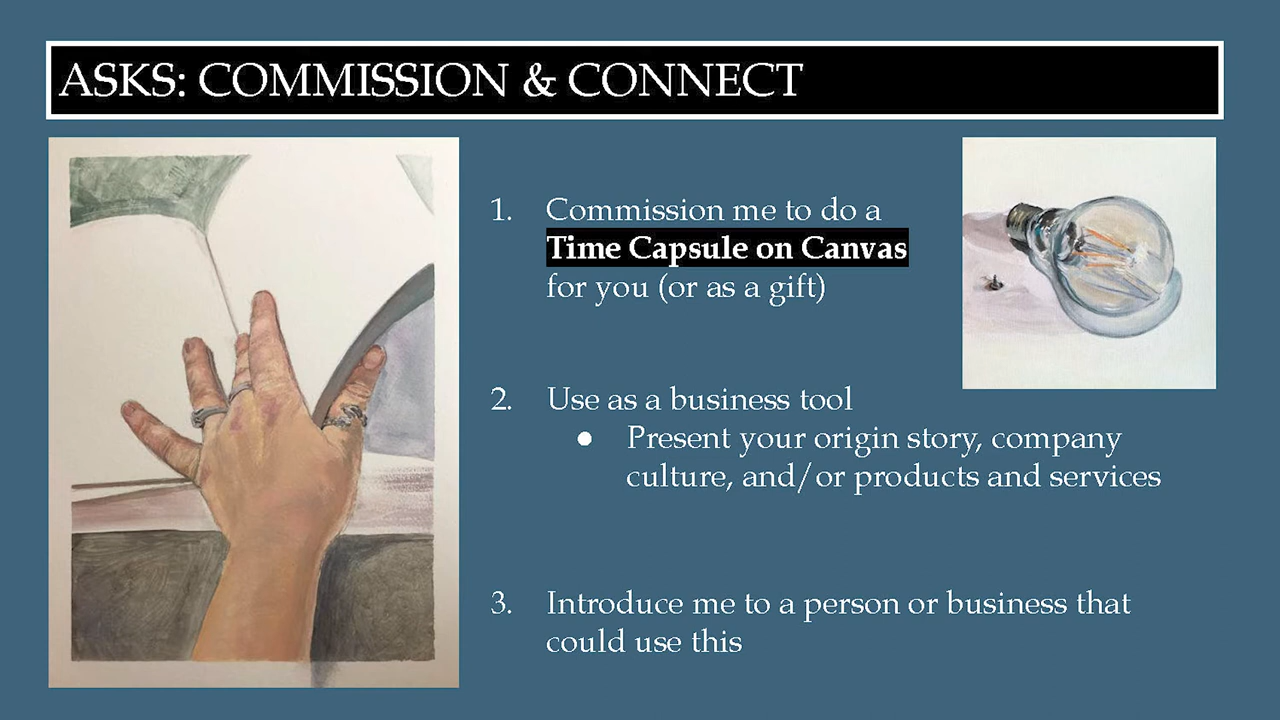 ASKS: COMMISSION & CONNECT
1. Commission me to do a
Time Capsule on Canvas
for you (or as a gift)
2. Use as a business tool
● Present your origin story, company
culture, and/or products and services
3. Introduce me to a person or business that
could use this